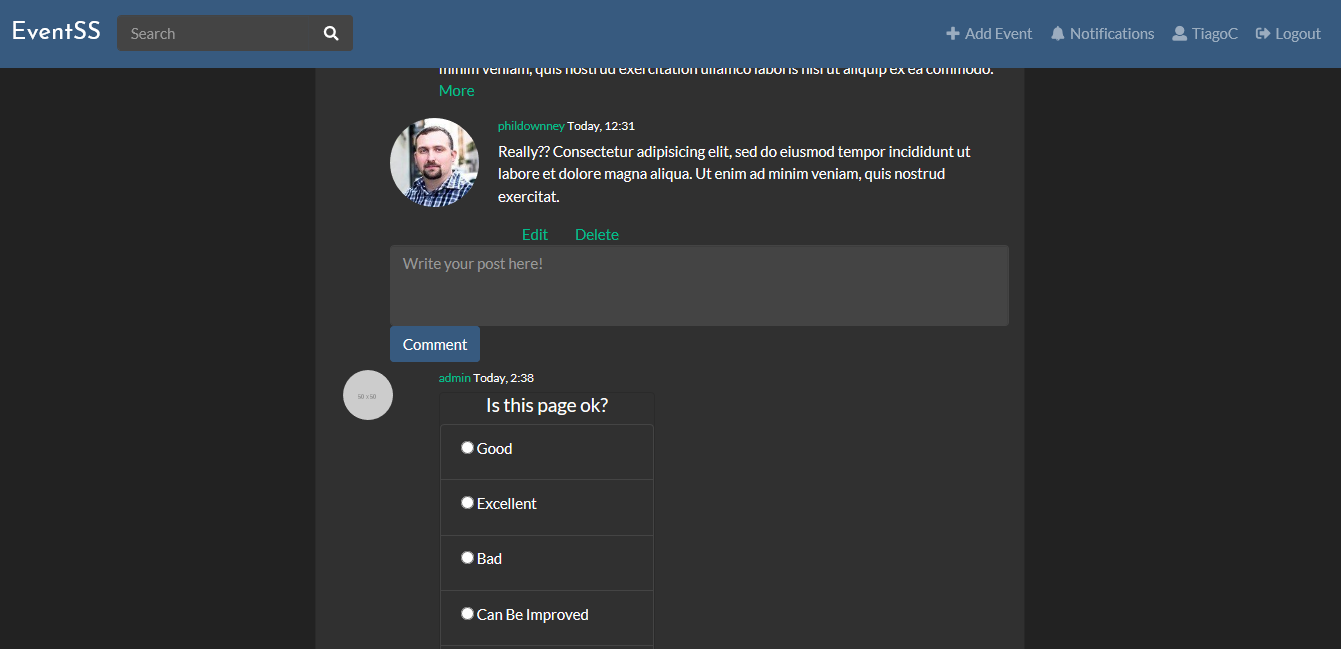 EventSS
Search
Add Event
Notifications
TiagoC
Logout
minim veniam, quis nostrud exercitation ullamco laboris nisi ut aliquip ex ea commodo.
More
phildownney Today, 12:31
Really?? Consectetur adipisicing elit, sed do eiusmod tempor incididunt ut
labore et dolore magna aliqua. Ut enim ad minim veniam, quis nostrud
exercitat.
Edit Delete
Write your post here!
Comment
50 x 50
admin Today, 2:38
Is this page ok?
Good
Excellent
Bad
Can Be Improved